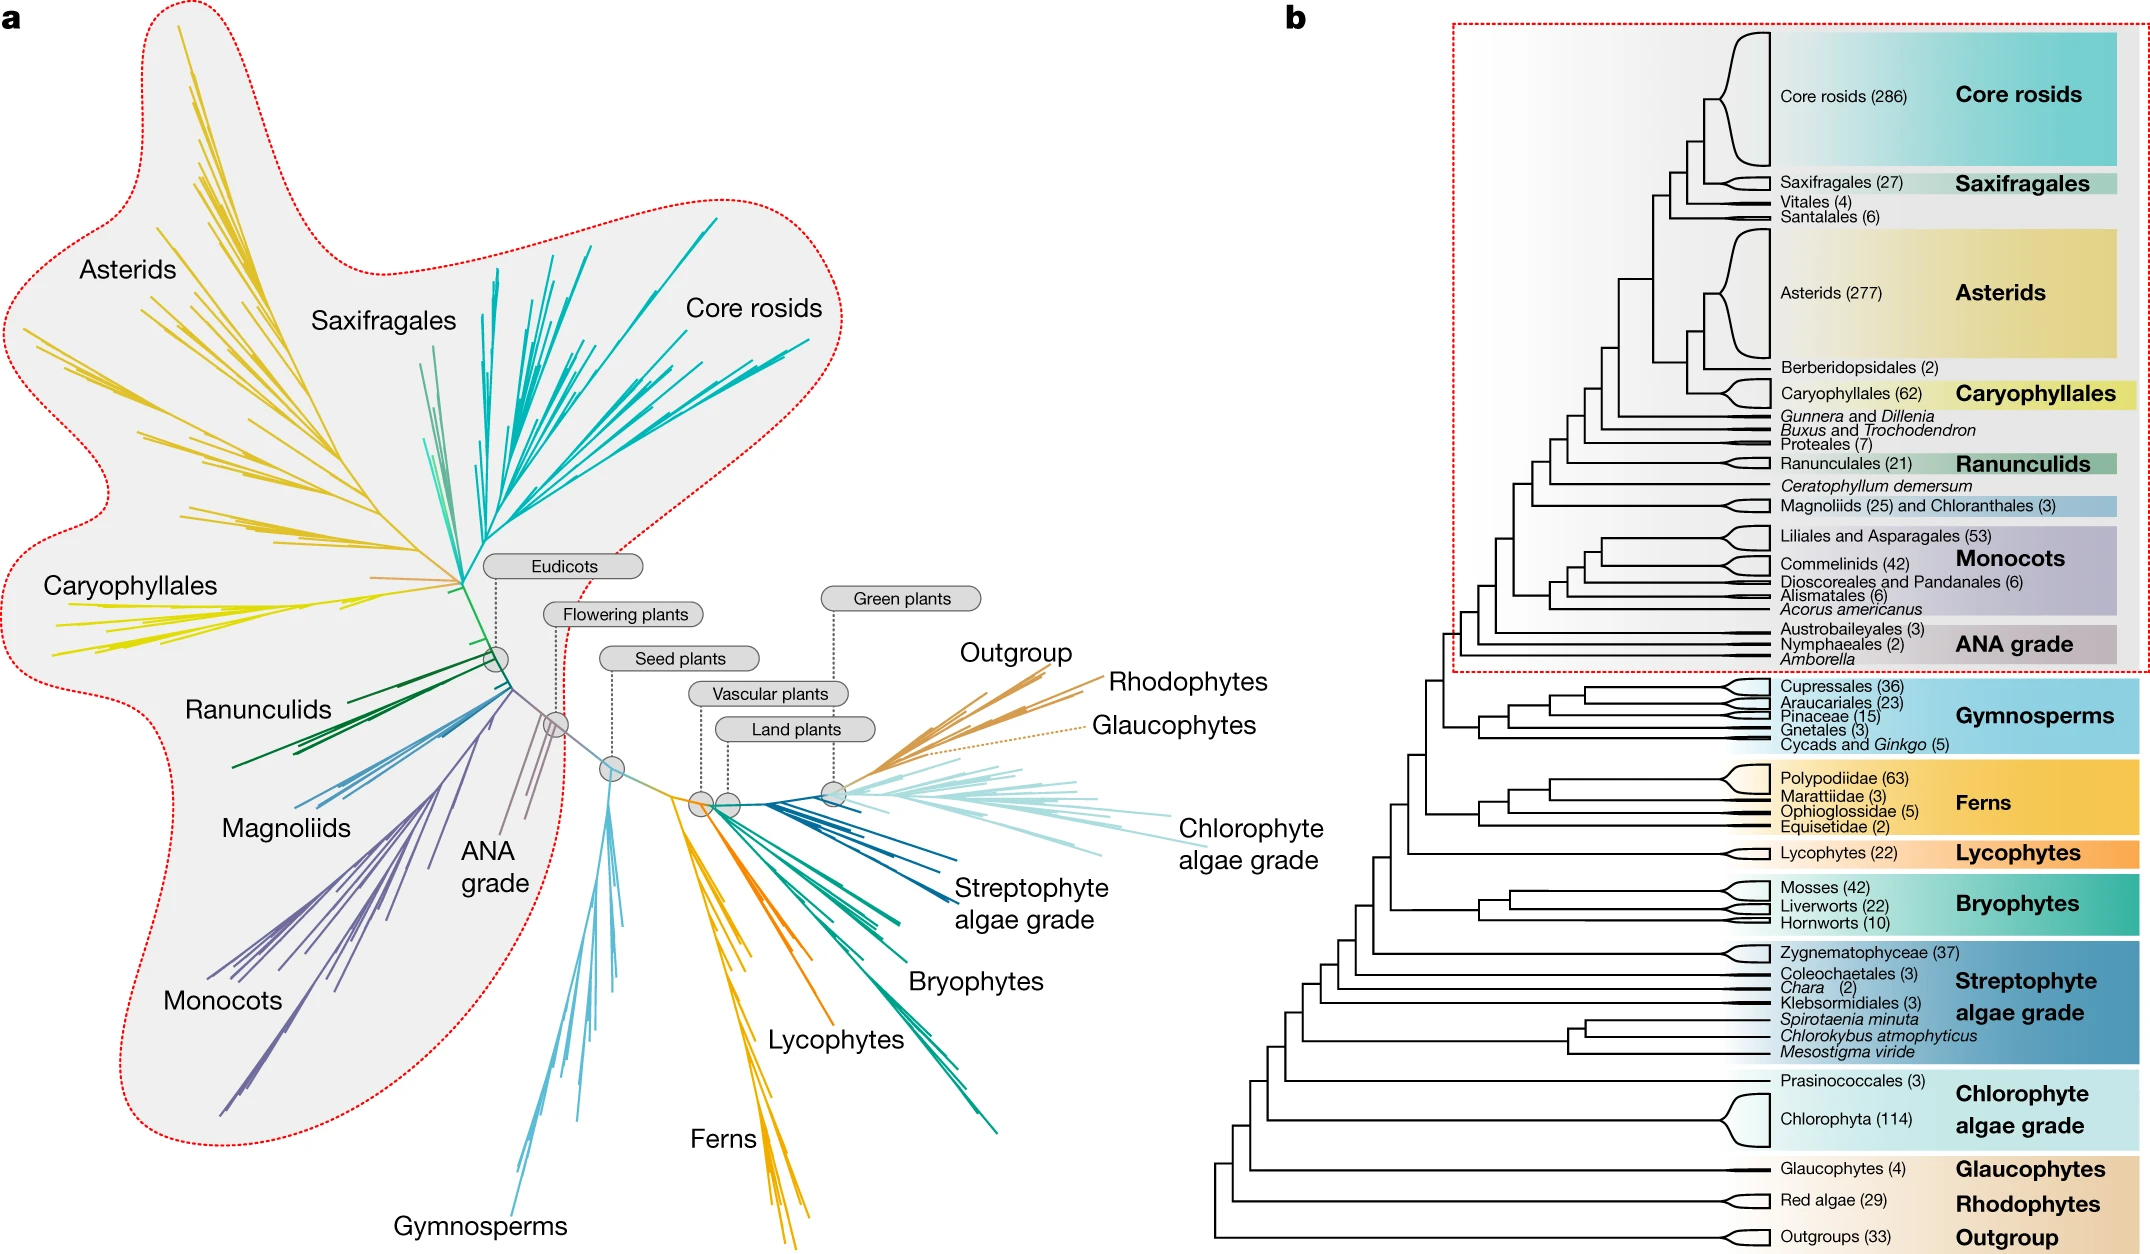 a
Asterids
Saxifragales
Core rosids
Caryophyllales
Eudicots
Flowering plants
Green plants
Seed plants
Vascular plants
Land plants
Outgroup
Rhodophytes
Glaucophytes
Ranunculids
Magnoliids
ANA
grade
Chlorophyte
algae grade
Streptophyte
algae grade
Bryophytes
Monocots
Lycophytes
Ferns
Gymnosperms
b
Core rosids (286) Core rosids
Saxifragales (27) Saxifragales
Vitales (4)
Santalales (6)
Asterids (277) Asterids
Berberidopsidales (2)
Caryophyllales (62) Caryophyllales
Gunnera and Dillenia
Buxus and Trochodendron
Proteales (7)
Ranunculales (21) Ranunculids
Ceratophyllum demersum
Magnoliids (25) and Chloranthales (3)
Liliales and Asparagales (53)
Monocots
Commelinids (42)
Dioscoreales and Pandanales (6)
Alismatales (6)
Acorus americanus
Austrobaileyales (3)
Nymphaeales (2) ANA grade
Amborella
Cupressales (36)
Araucariales (23)
Pinaceae (15) Gymnosperms
Gnetales (3)
Cycads and Ginkgo (5)
Polypodiidae (63)
Marattiidae (3) Ferns
Ophioglossidae (5)
Equisetidae (2)
Lycophytes (22) Lycophytes
Mosses (42)
Liverworts (22) Bryophytes
Hornworts (10)
Zygnematophyceae (37)
Coleochaetales (3) Streptophyte
Chara (2)
Klebsormidiales (3) algae grade
Spirotaenia minuta
Chlorokybus atmophyticus
Mesostigma viride
Prasinococcales (3) Chlorophyte
Chlorophyta (114) algae grade
Glaucophytes (4) Glaucophytes
Red algae (29) Rhodophytes
Outgroups (33) Outgroup